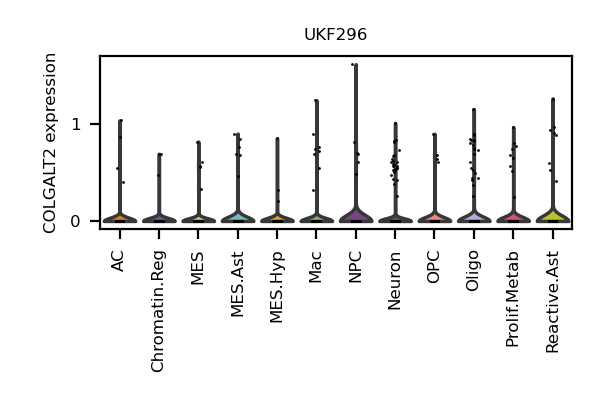 UKF296
COLGALT2 expression
1
0
AC
Chromatin.Reg
MES
MES.Ast
MES.Hyp
Mac
NPC
Neuron
OPC
Oligo
Prolif.Metab
Reactive.Ast